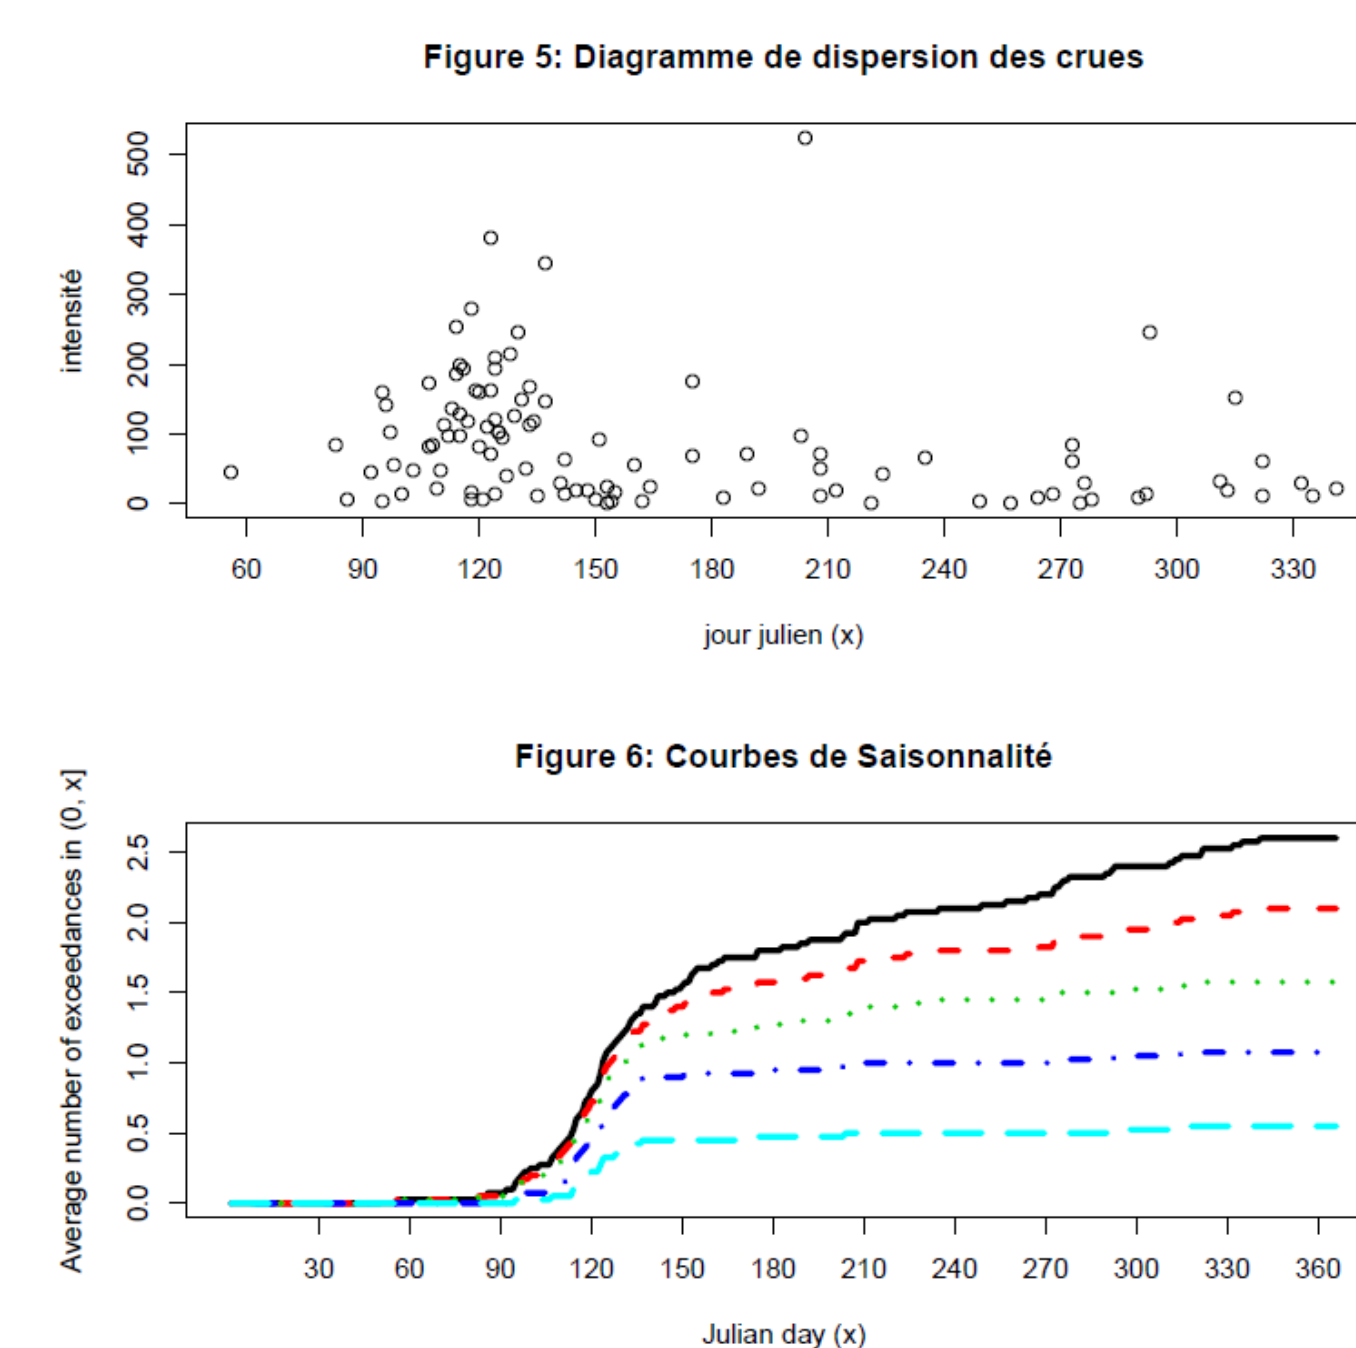 Figure 5: Diagramme de dispersion des crues
intensité
500
400
300
200
100
0
60 90 120 150 180 210 240 270 300 330
jour julien (x)
Figure 6: Courbes de Saisonnalité
Average number of exceedances in (0, x]
2.5
2.0
1.5
1.0
0.5
0.0
30 60 90 120 150 180 210 240 270 300 330 360
Julian day (x)